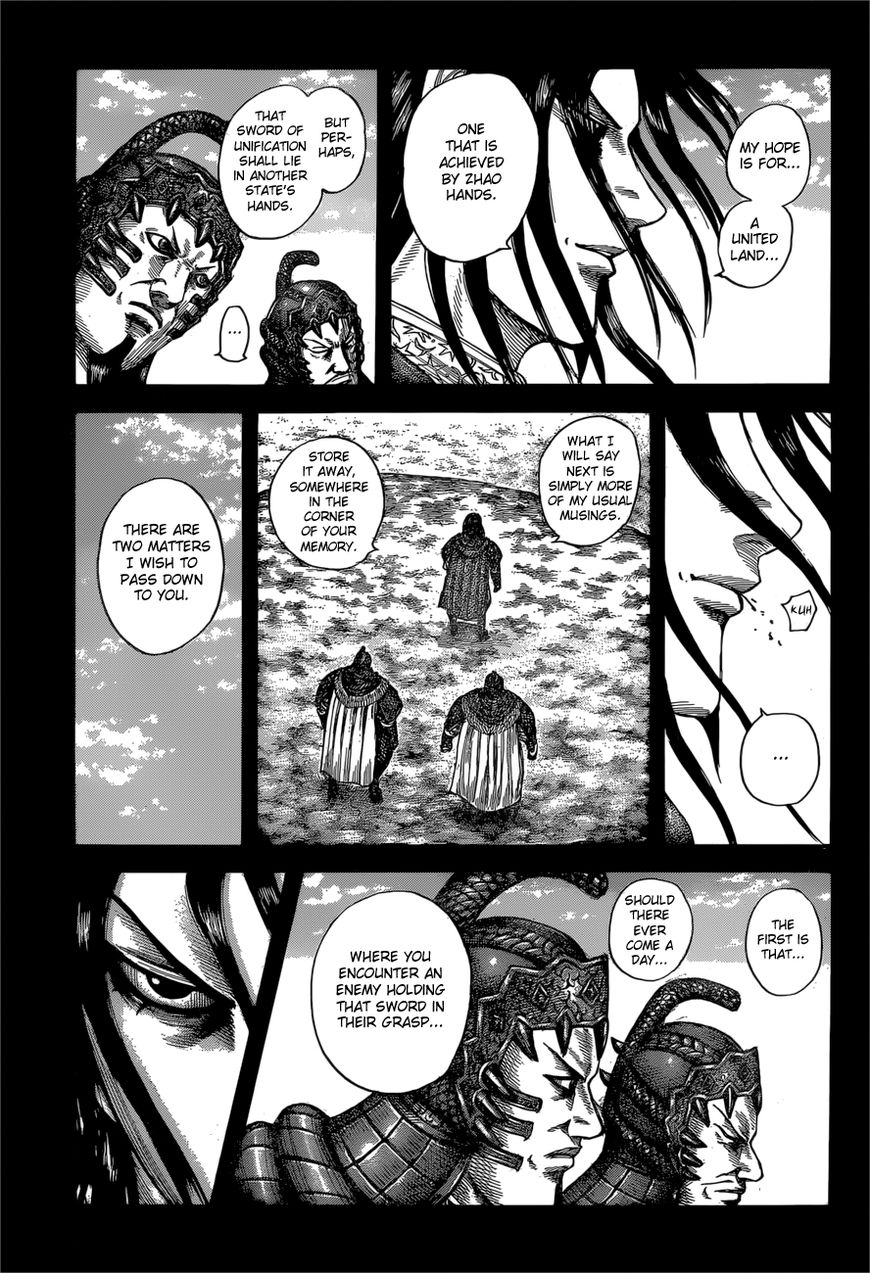 MY HOPE
IS FOR...
A
UNITED
LAND...
ONE
THAT IS
ACHIEVED
BY ZHAO
HANDS.
BUT
PER-
HAPS,
THAT
SWORD OF
UNIFICATION
SHALL LIE
IN ANOTHER
STATE'S
HANDS.
...
KUH
...
WHAT I
WILL SAY
NEXT IS
SIMPLY MORE
OF MY USUAL
MUSINGS.
STORE
IT AWAY,
SOMEWHERE
IN THE
CORNER
OF YOUR
MEMORY.
THERE ARE
TWO MATTERS
I WISH TO
PASS DOWN
TO YOU.
THE
FIRST IS
THAT...
SHOULD
THERE
EVER
COME A
DAY...
WHERE YOU
ENCOUNTER AN
ENEMY HOLDING
THAT SWORD IN
THEIR GRASP...